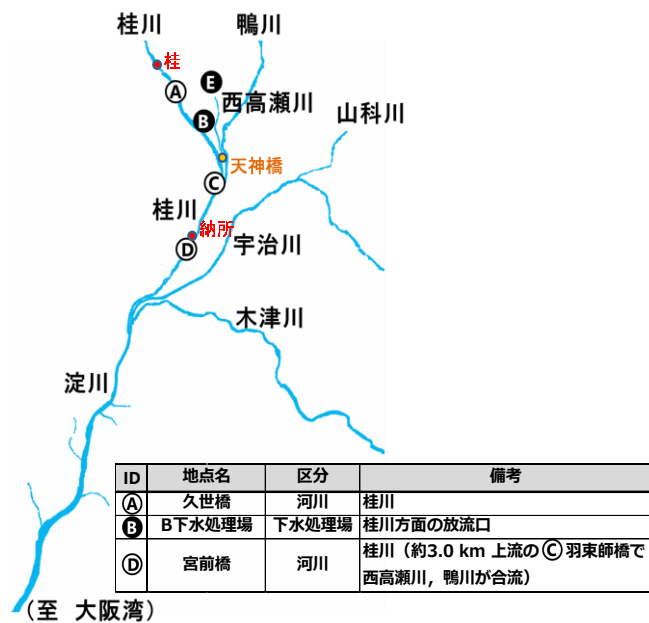 桂川
鴨川
桂
Ⓐ
E
西高瀬川
B
山科川
天神橋
Ⓒ
桂川
納所
Ⓓ
宇治川
木津川
淀川
ID 地点名 区分 備考
Ⓐ 久世橋 河川 桂川
B B下水処理場 下水処理場 桂川方面の放流口
Ⓓ 宮前橋 河川 桂川（約3.0 km 上流のⒸ羽束師橋で
西高瀬川，鴨川が合流）
（至 大阪湾）